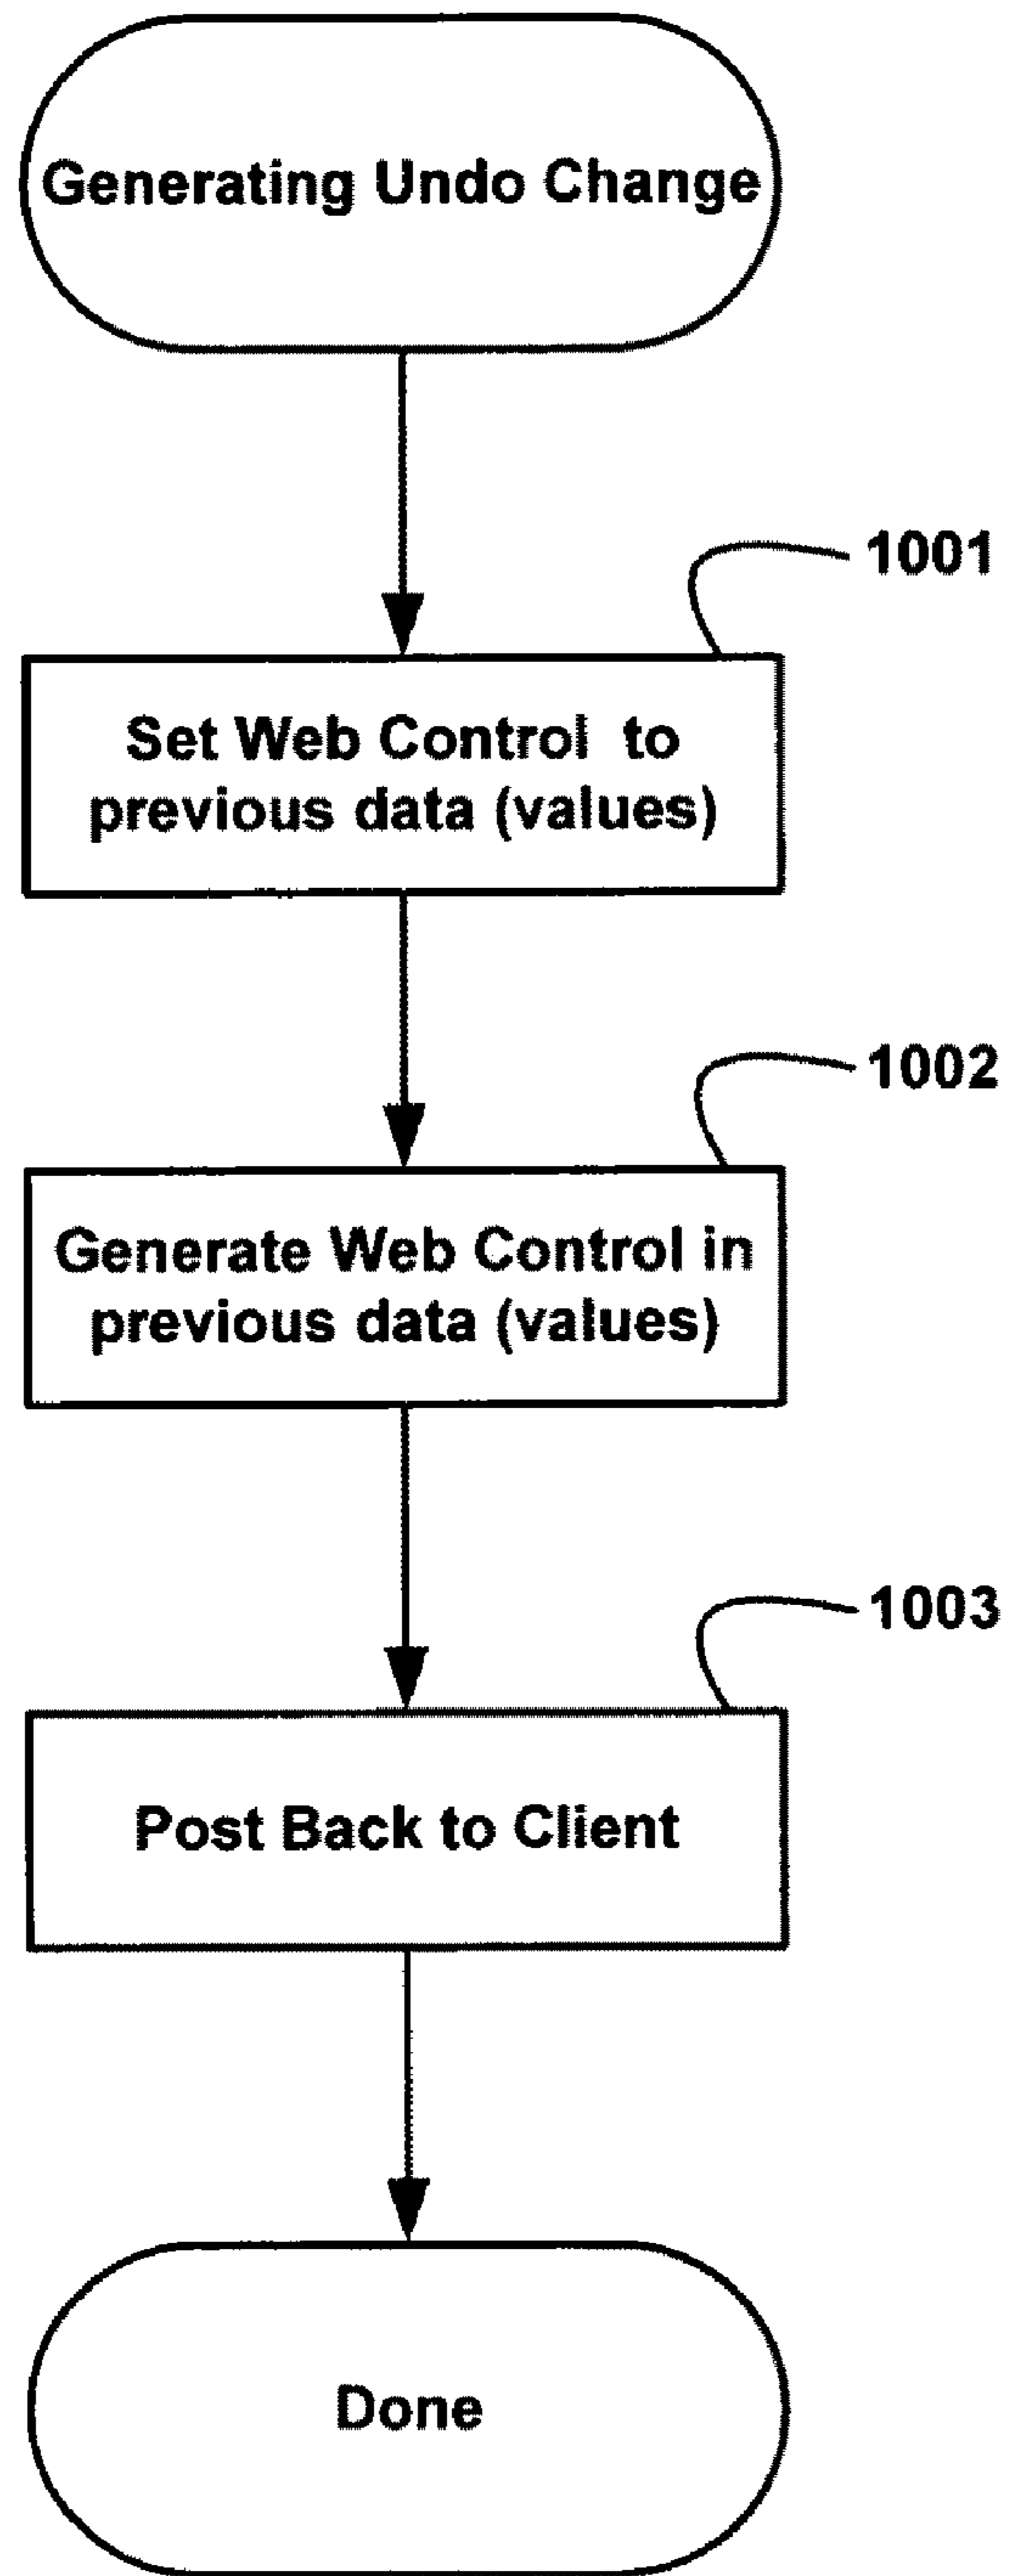 Generating Undo Change
1001
Set Web Control to
previous data (values)
1002
Generate Web Control in
previous data (values)
1003
Post Back to Client
Done